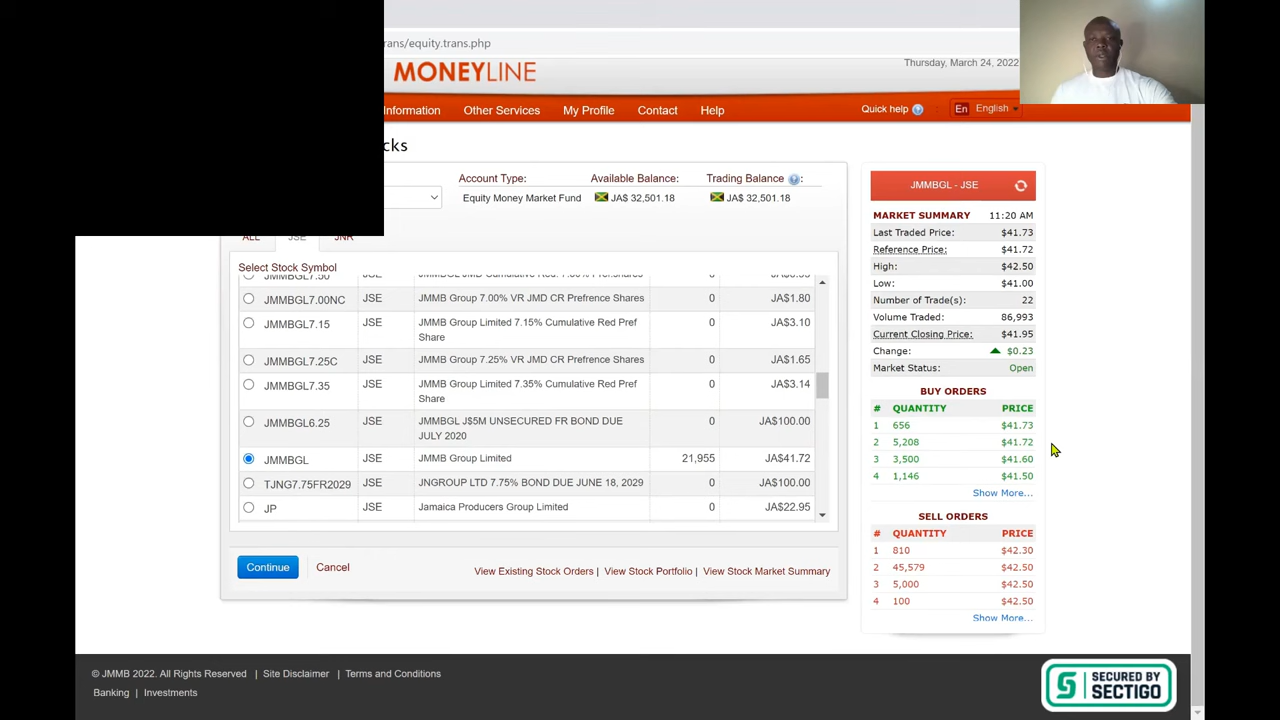 rans/equity.trans.php
MONEYLINE
Thursday, March 24, 2022
Information Other Services My Profile Contact Help
Quick help En English
cks
Account Type: Available Balance: Trading Balance :
Equity Money Market Fund JA$ 32,501.18 JA$ 32,501.18
ALL JSE JNR
Select Stock Symbol
JMMBGL7.50 JSE
JMMBGL7.00NC JSE JMMB Group 7.00% VR JMD CR Prefrence Shares 0 JA$1.80
JMMBGL7.15 JSE JMMB Group Limited 7.15% Cumulative Red Pref Share 0 JA$3.10
JMMBGL7.25C JSE JMMB Group 7.25% VR JMD CR Prefrence Shares 0 JA$1.65
JMMBGL7.35 JSE JMMB Group Limited 7.35% Cumulative Red Pref Share 0 JA$3.14
JMMBGL6.25 JSE JMMBGL J$5M UNSECURED FR BOND DUE JULY 2020 0 JA$100.00
JMMBGL JSE JMMB Group Limited 21,955 JA$41.72
TJNG7.75FR2029 JSE JNGROUP LTD 7.75% BOND DUE JUNE 18, 2029 0 JA$100.00
JP JSE Jamaica Producers Group Limited 0 JA$22.95
Continue Cancel
View Existing Stock Orders | View Stock Portfolio | View Stock Market Summary
JMMBGL - JSE
MARKET SUMMARY 11:20 AM
Last Traded Price: $41.73
Reference Price: $41.72
High: $42.50
Low: $41.00
Number of Trade(s): 22
Volume Traded: 86,993
Current Closing Price: $41.95
Change: $0.23
Market Status: Open
BUY ORDERS
# QUANTITY PRICE
1 656 $41.73
2 5,208 $41.72
3 3,500 $41.60
4 1,146 $41.50
Show More...
SELL ORDERS
# QUANTITY PRICE
1 810 $42.30
2 45,579 $42.50
3 5,000 $42.50
4 100 $42.50
Show More...
© JMMB 2022. All Rights Reserved | Site Disclaimer | Terms and Conditions
Banking | Investments
SECURED BY
SECTIGO